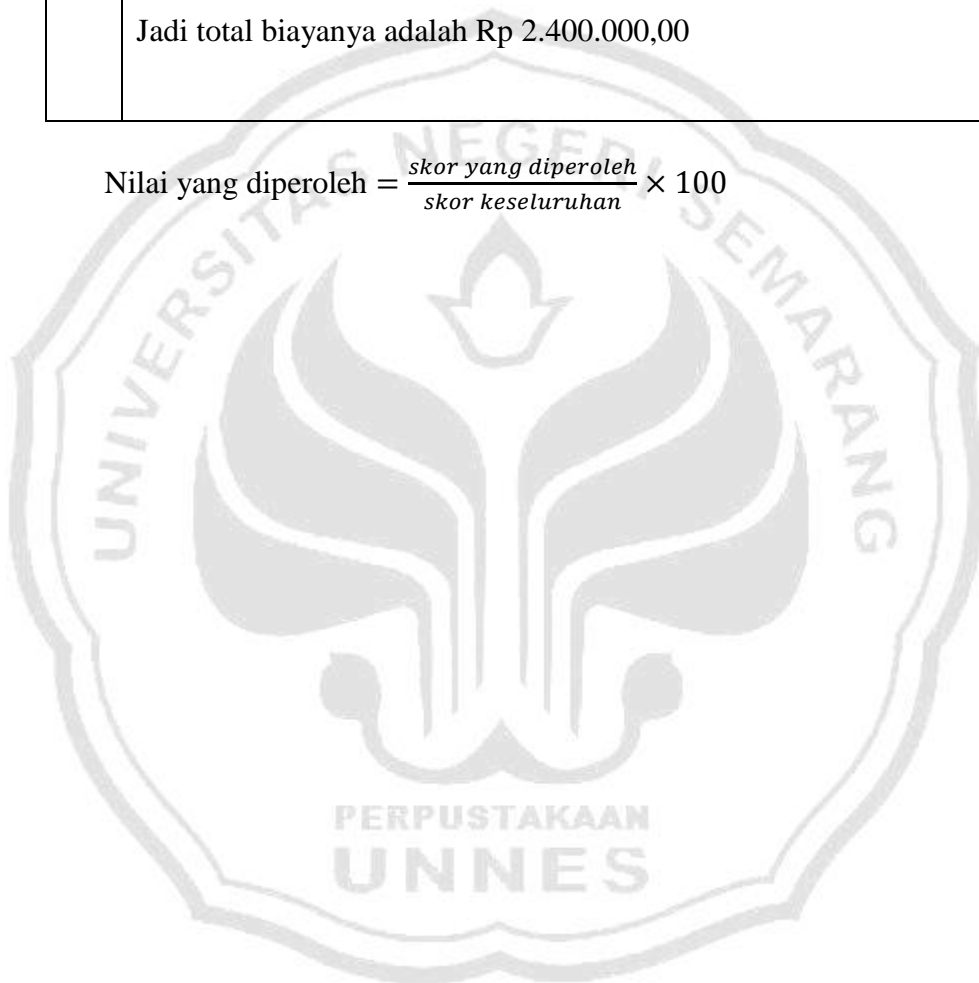 Jadi total biayanya adalah Rp 2.400.000,00
Nilai yang diperoleh = skor yang diperoleh / skor keseluruhan × 100
UNIVERSITAS NEGERI SEMARANG
PERPUSTAKAAN
UNNES